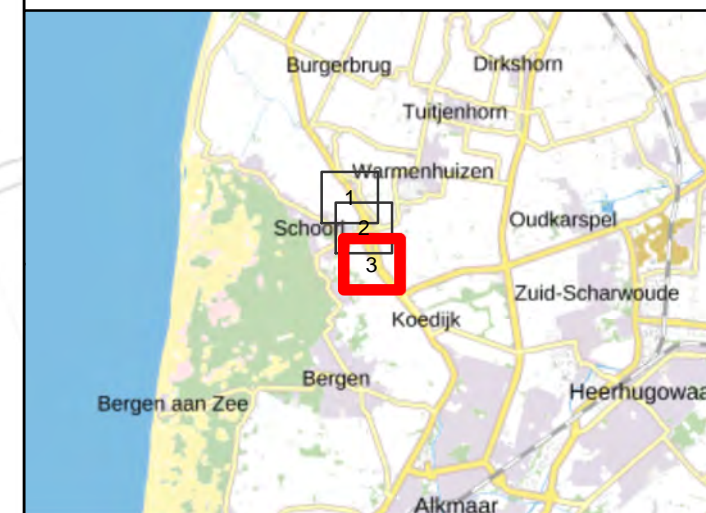 Burgerbrug
Dirkshorn
Tuitjenhorn
Warmenhuizen
1
Schoorl
2
Oudkarspel
3
Zuid-Scharwoude
Koedijk
Bergen
Heerhugowaa
Bergen aan Zee
Alkmaar